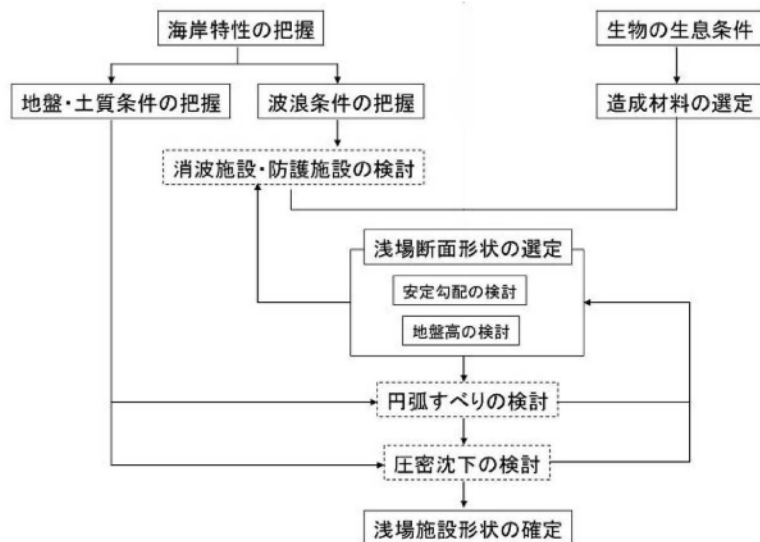 海岸特性の把握
生物の生息条件
地盤・土質条件の把握
波浪条件の把握
造成材料の選定
消波施設・防護施設の検討
浅場断面形状の選定
安定勾配の検討
地盤高の検討
円弧すべりの検討
圧密沈下の検討
浅場施設形状の確定